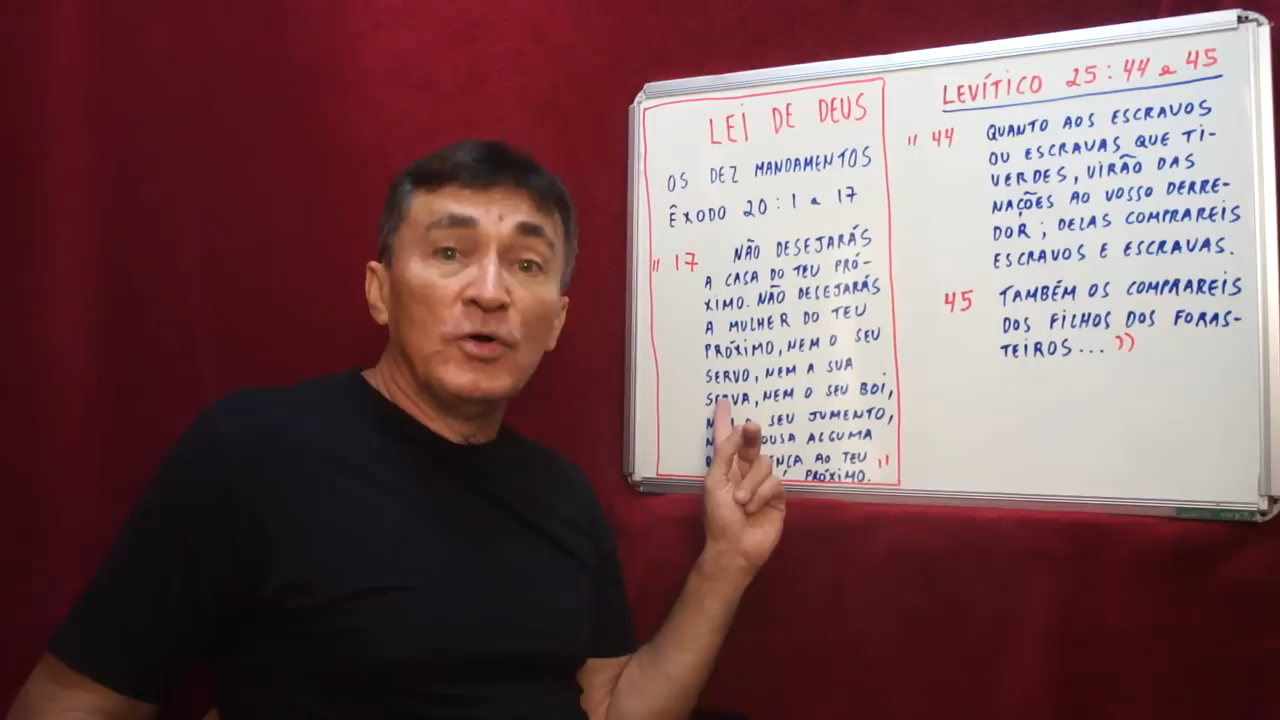 LEI DE DEUS
OS DEZ MANDAMENTOS
ÊXODO 20:1 a 17
" 17 NÃO DESEJARÁS
A CASA DO TEU PRÓ-
XIMO. NÃO DESEJARÁS
A MULHER DO TEU
PRÓXIMO, NEM O SEU
SERVO, NEM A SUA
SERVA, NEM O SEU BOI,
SEU JUMENTO,
ALGUMA
AO TEU
PRÓXIMO. "
LEVÍTICO 25:44 e 45
" 44 QUANTO AOS ESCRAVOS
OU ESCRAVAS QUE TI-
VERDES, VIRÃO DAS
NAÇÕES AO VOSSO DERRE-
DOR; DELAS COMPRAREIS
ESCRAVOS E ESCRAVAS.
45 TAMBÉM OS COMPRAREIS
DOS FILHOS DOS FORAS-
TEIROS... "